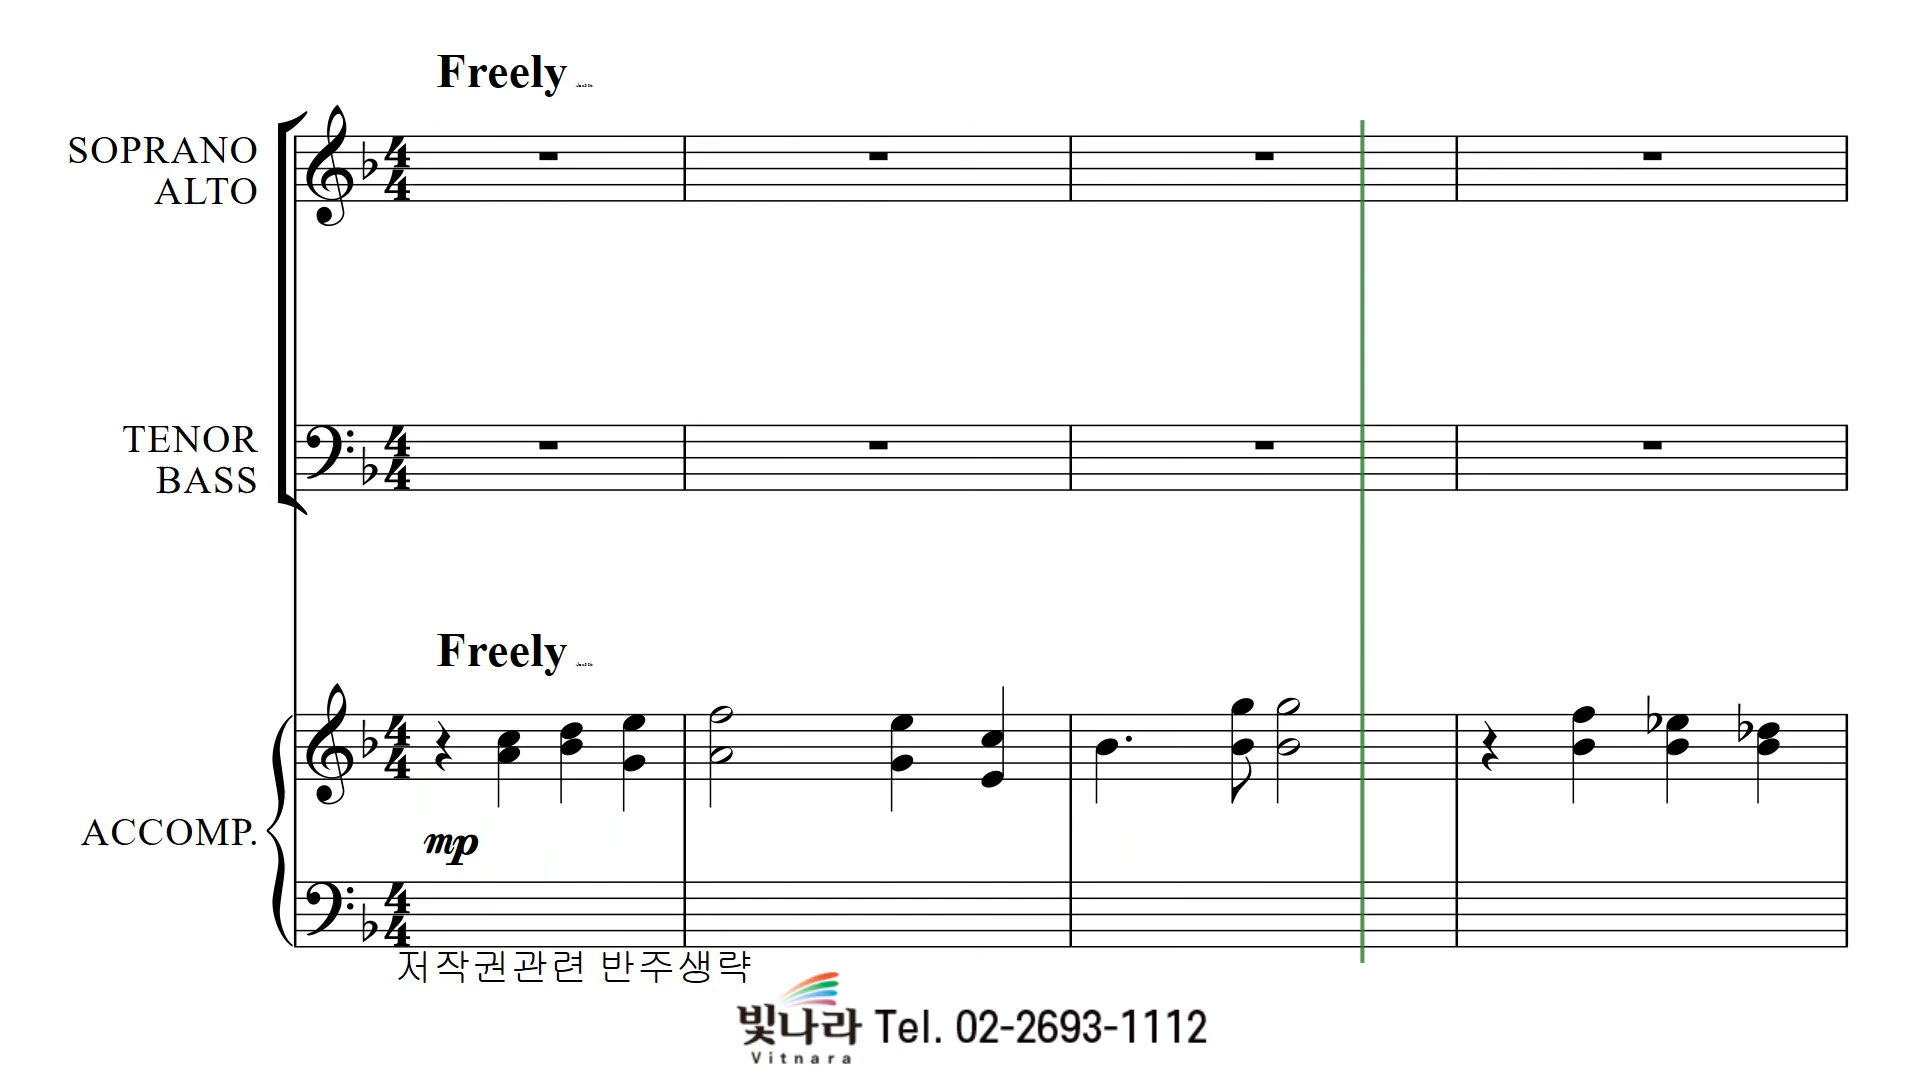 Freely
SOPRANO
ALTO
TENOR
BASS
Freely
ACCOMP.
mp
저작권관련 반주생략
빛나라 Tel. 02-2693-1112
Vitnara